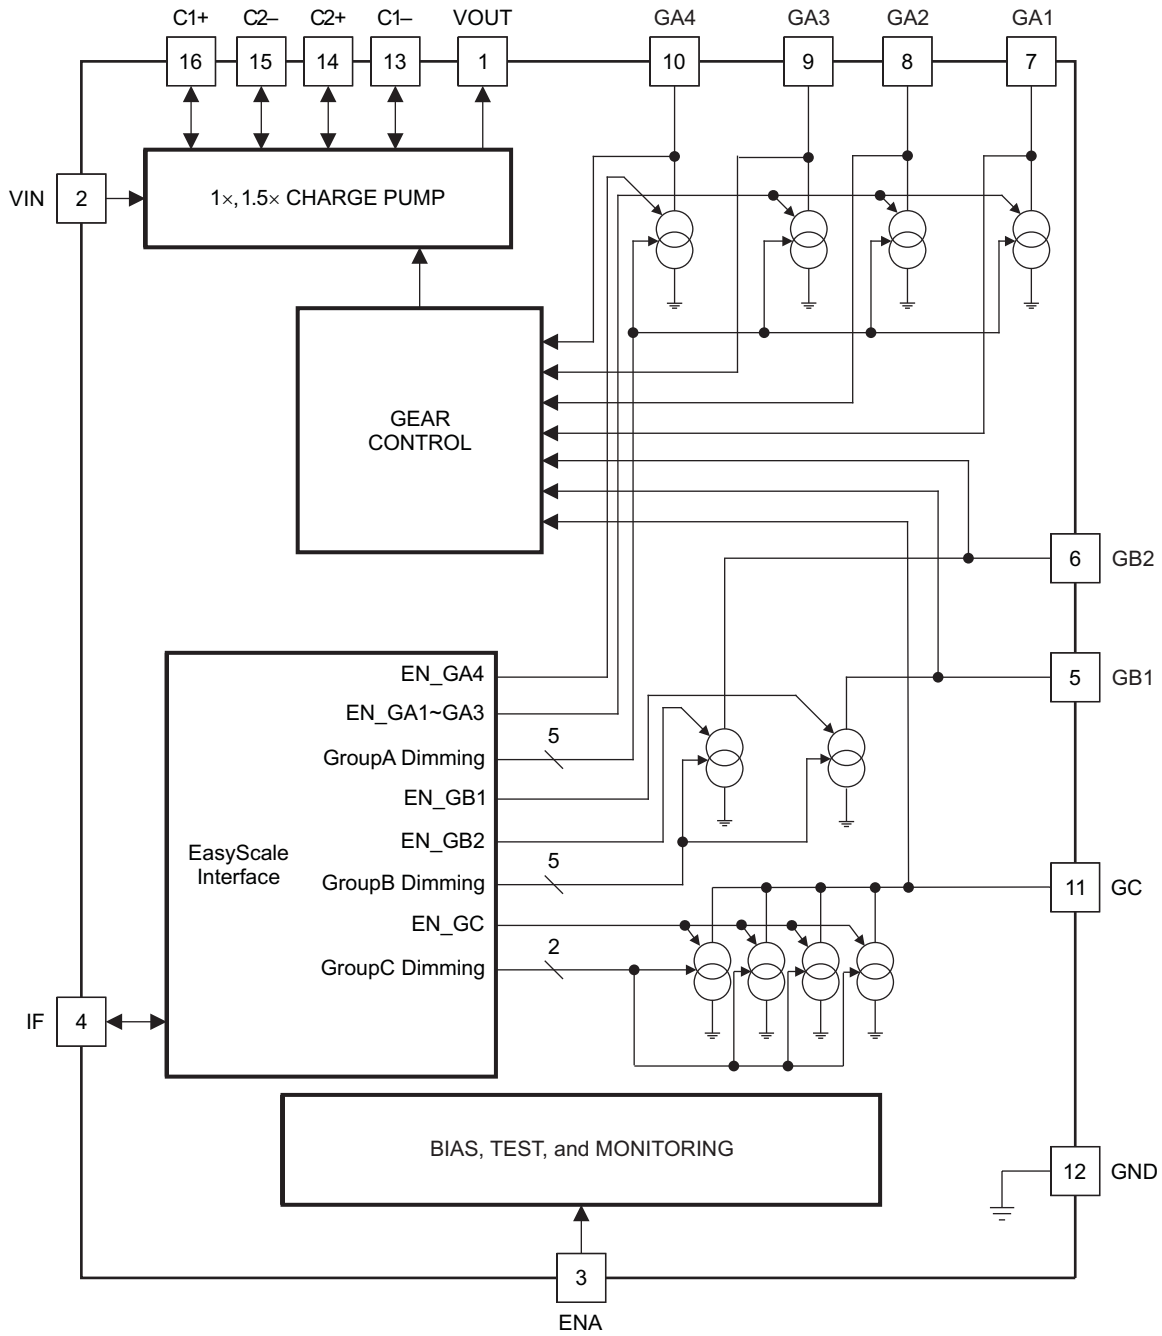 C1+ C2– C2+ C1– VOUT GA4 GA3 GA2 GA1
16 15 14 13 1 10 9 8 7
VIN 2
1×, 1.5× CHARGE PUMP
GEAR
CONTROL
6 GB2
5 GB1
EN_GA4
EN_GA1~GA3
5
GroupA Dimming
EN_GB1
EN_GB2
EasyScale
Interface
5
GroupB Dimming
11 GC
EN_GC
2
GroupC Dimming
IF 4
BIAS, TEST, and MONITORING
12 GND
3
ENA